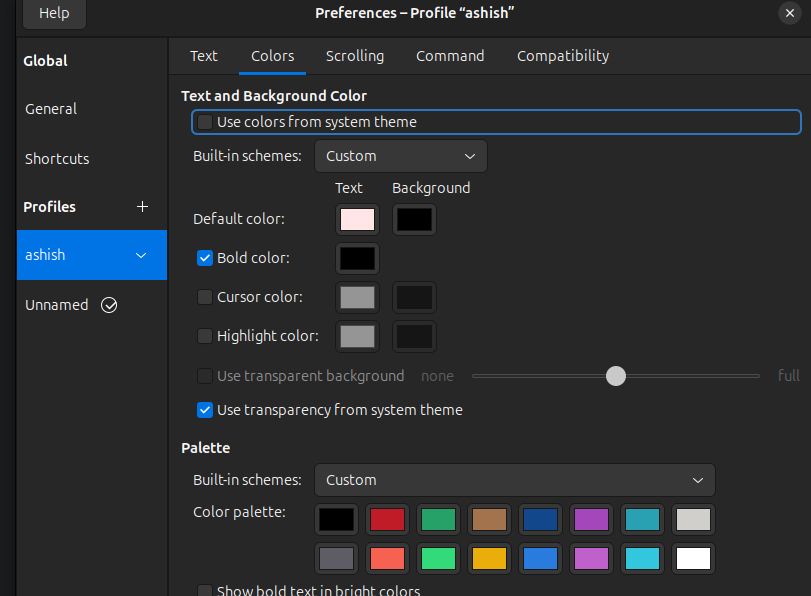 Help
Preferences – Profile “ashish”
Global
General
Shortcuts
Profiles
ashish
Unnamed
Text Colors Scrolling Command Compatibility
Text and Background Color
Use colors from system theme
Built-in schemes: Custom
Text Background
Default color:
Bold color:
Cursor color:
Highlight color:
Use transparent background none full
Use transparency from system theme
Palette
Built-in schemes: Custom
Color palette:
Show bold text in bright colors